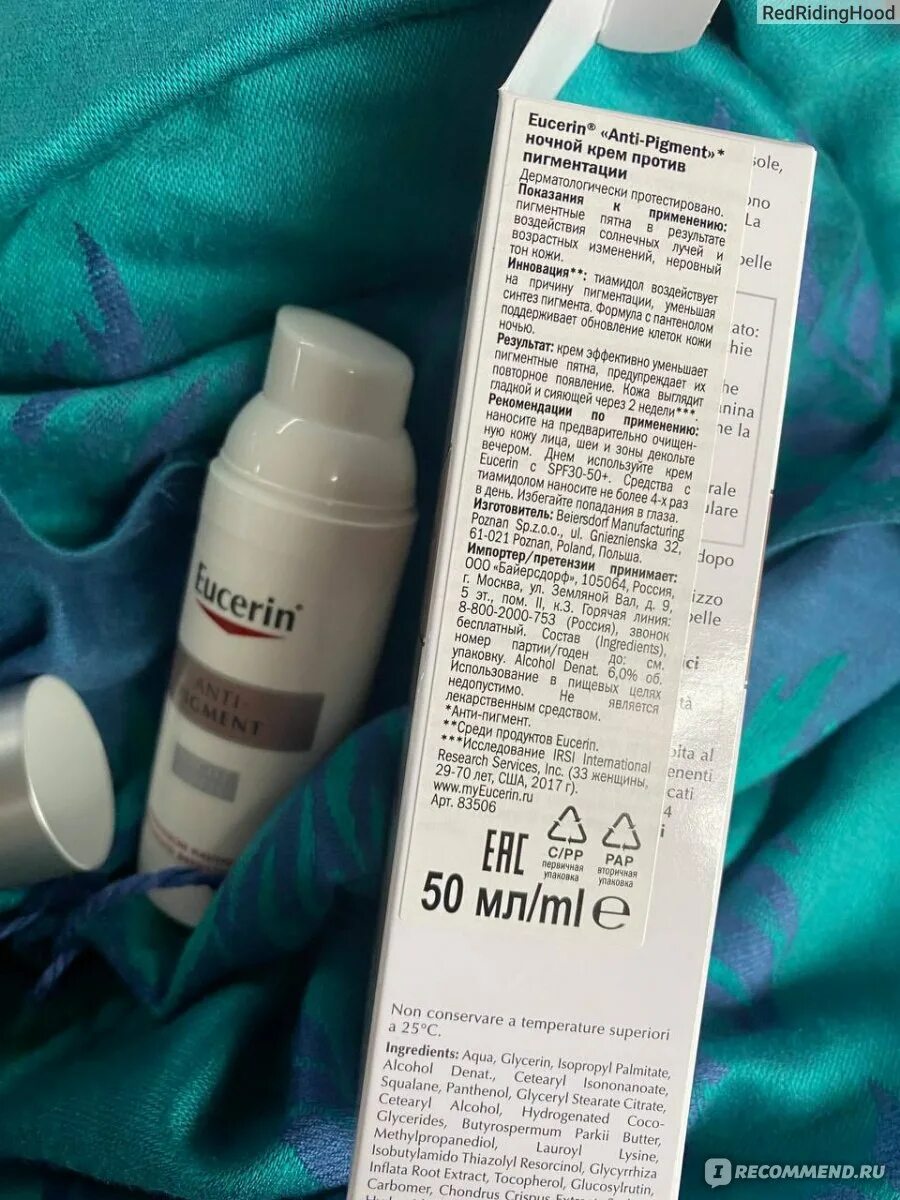 RedRidingHood
Eucerin® «Anti-Pigment»*
ночной крем против
пигментации
Дерматологически протестировано.
Показания к применению:
пигментные пятна в результате
воздействия солнечных лучей и
возрастных изменений, неровный
тон кожи.
Инновация**: тиамидол воздействует
на причину пигментации, уменьшая
синтез пигмента. Формула с пантенолом
поддерживает обновление клеток кожи
ночью.
Результат: крем эффективно уменьшает
пигментные пятна, предупреждает их
повторное появление. Кожа выглядит
гладкой и сияющей через 2 недели***.
Рекомендации по применению:
наносите на предварительно очищен-
ную кожу лица, шеи и зоны декольте
вечером. Днем используйте крем
Eucerin с SPF30-50+. Средства с
тиамидолом наносите не более 4-х раз
в день. Избегайте попадания в глаза.
Изготовитель: Beiersdorf Manufacturing
Poznan Sp.z.o.o., ul. Gnieznienska 32,
61-021 Poznan, Poland, Польша.
Импортер/претензии принимает:
ООО «Байерсдорф», 105064, Россия,
г. Москва, ул. Земляной Вал, д. 9,
5 эт., пом. II, к.3. Горячая линия:
8-800-2000-753 (Россия), звонок
бесплатный. Состав (Ingredients),
номер партии/годен до: см.
упаковку. Alcohol Denat. 6,0% об.
Использование в пищевых целях
недопустимо. Не является
лекарственным средством.
*Анти-пигмент.
**Среди продуктов Eucerin.
***Исследование IRSI International
Research Services, Inc. (33 женщины,
29-70 лет, США, 2017 г).
www.myEucerin.ru
Арт. 83506
EAC
C/PP
первичная
упаковка
PAP
вторичная
упаковка
50 мл/ml e
Non conservare a temperature superiori
a 25°C.
Ingredients: Aqua, Glycerin, Isopropyl Palmitate,
Alcohol Denat., Cetearyl Isononanoate,
Squalane, Panthenol, Glyceryl Stearate Citrate,
Cetearyl Alcohol, Hydrogenated Coco-
Glycerides, Butyrospermum Parkii Butter,
Methylpropanediol, Lauroyl Lysine,
Isobutylamido Thiazolyl Resorcinol, Glycyrrhiza
Inflata Root Extract, Tocopherol, Glucosylrutin,
Carbomer, Chondrus Crispus
Eucerin®
ANTI-
PIGMENT
La
dopo
4
IRECOMMEND.RU